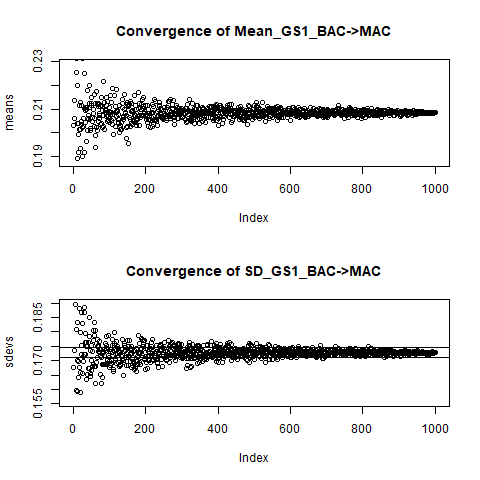 Convergence of Mean_GS1_BAC->MAC
means
0.23
0.21
0.19
0 200 400 600 800 1000
Index
Convergence of SD_GS1_BAC->MAC
sdevs
0.185
0.170
0.155
0 200 400 600 800 1000
Index